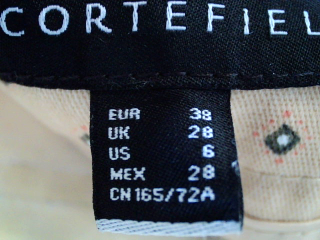 CORTEFIEL
EUR 38
UK 28
US 6
MEX 28
CN 165/72A